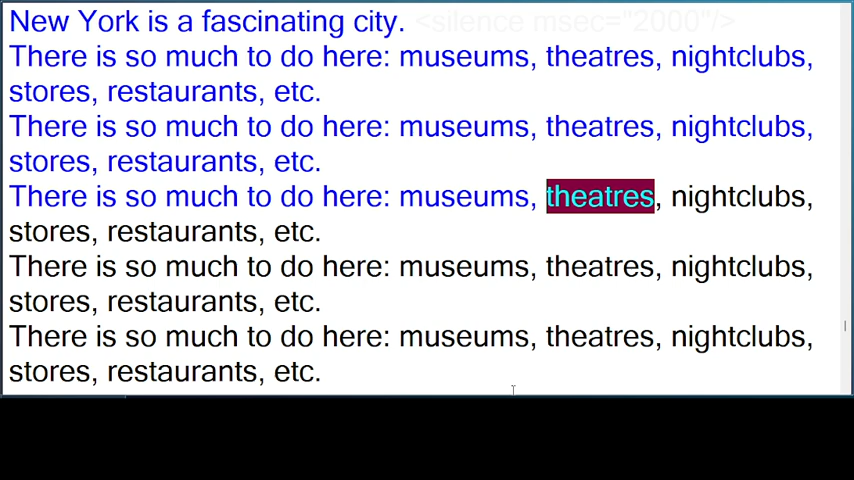 New York is a fascinating city. <silence msec="2000"/>
There is so much to do here: museums, theatres, nightclubs,
stores, restaurants, etc.
There is so much to do here: museums, theatres, nightclubs,
stores, restaurants, etc.
There is so much to do here: museums, theatres, nightclubs,
stores, restaurants, etc.
There is so much to do here: museums, theatres, nightclubs,
stores, restaurants, etc.
There is so much to do here: museums, theatres, nightclubs,
stores, restaurants, etc.